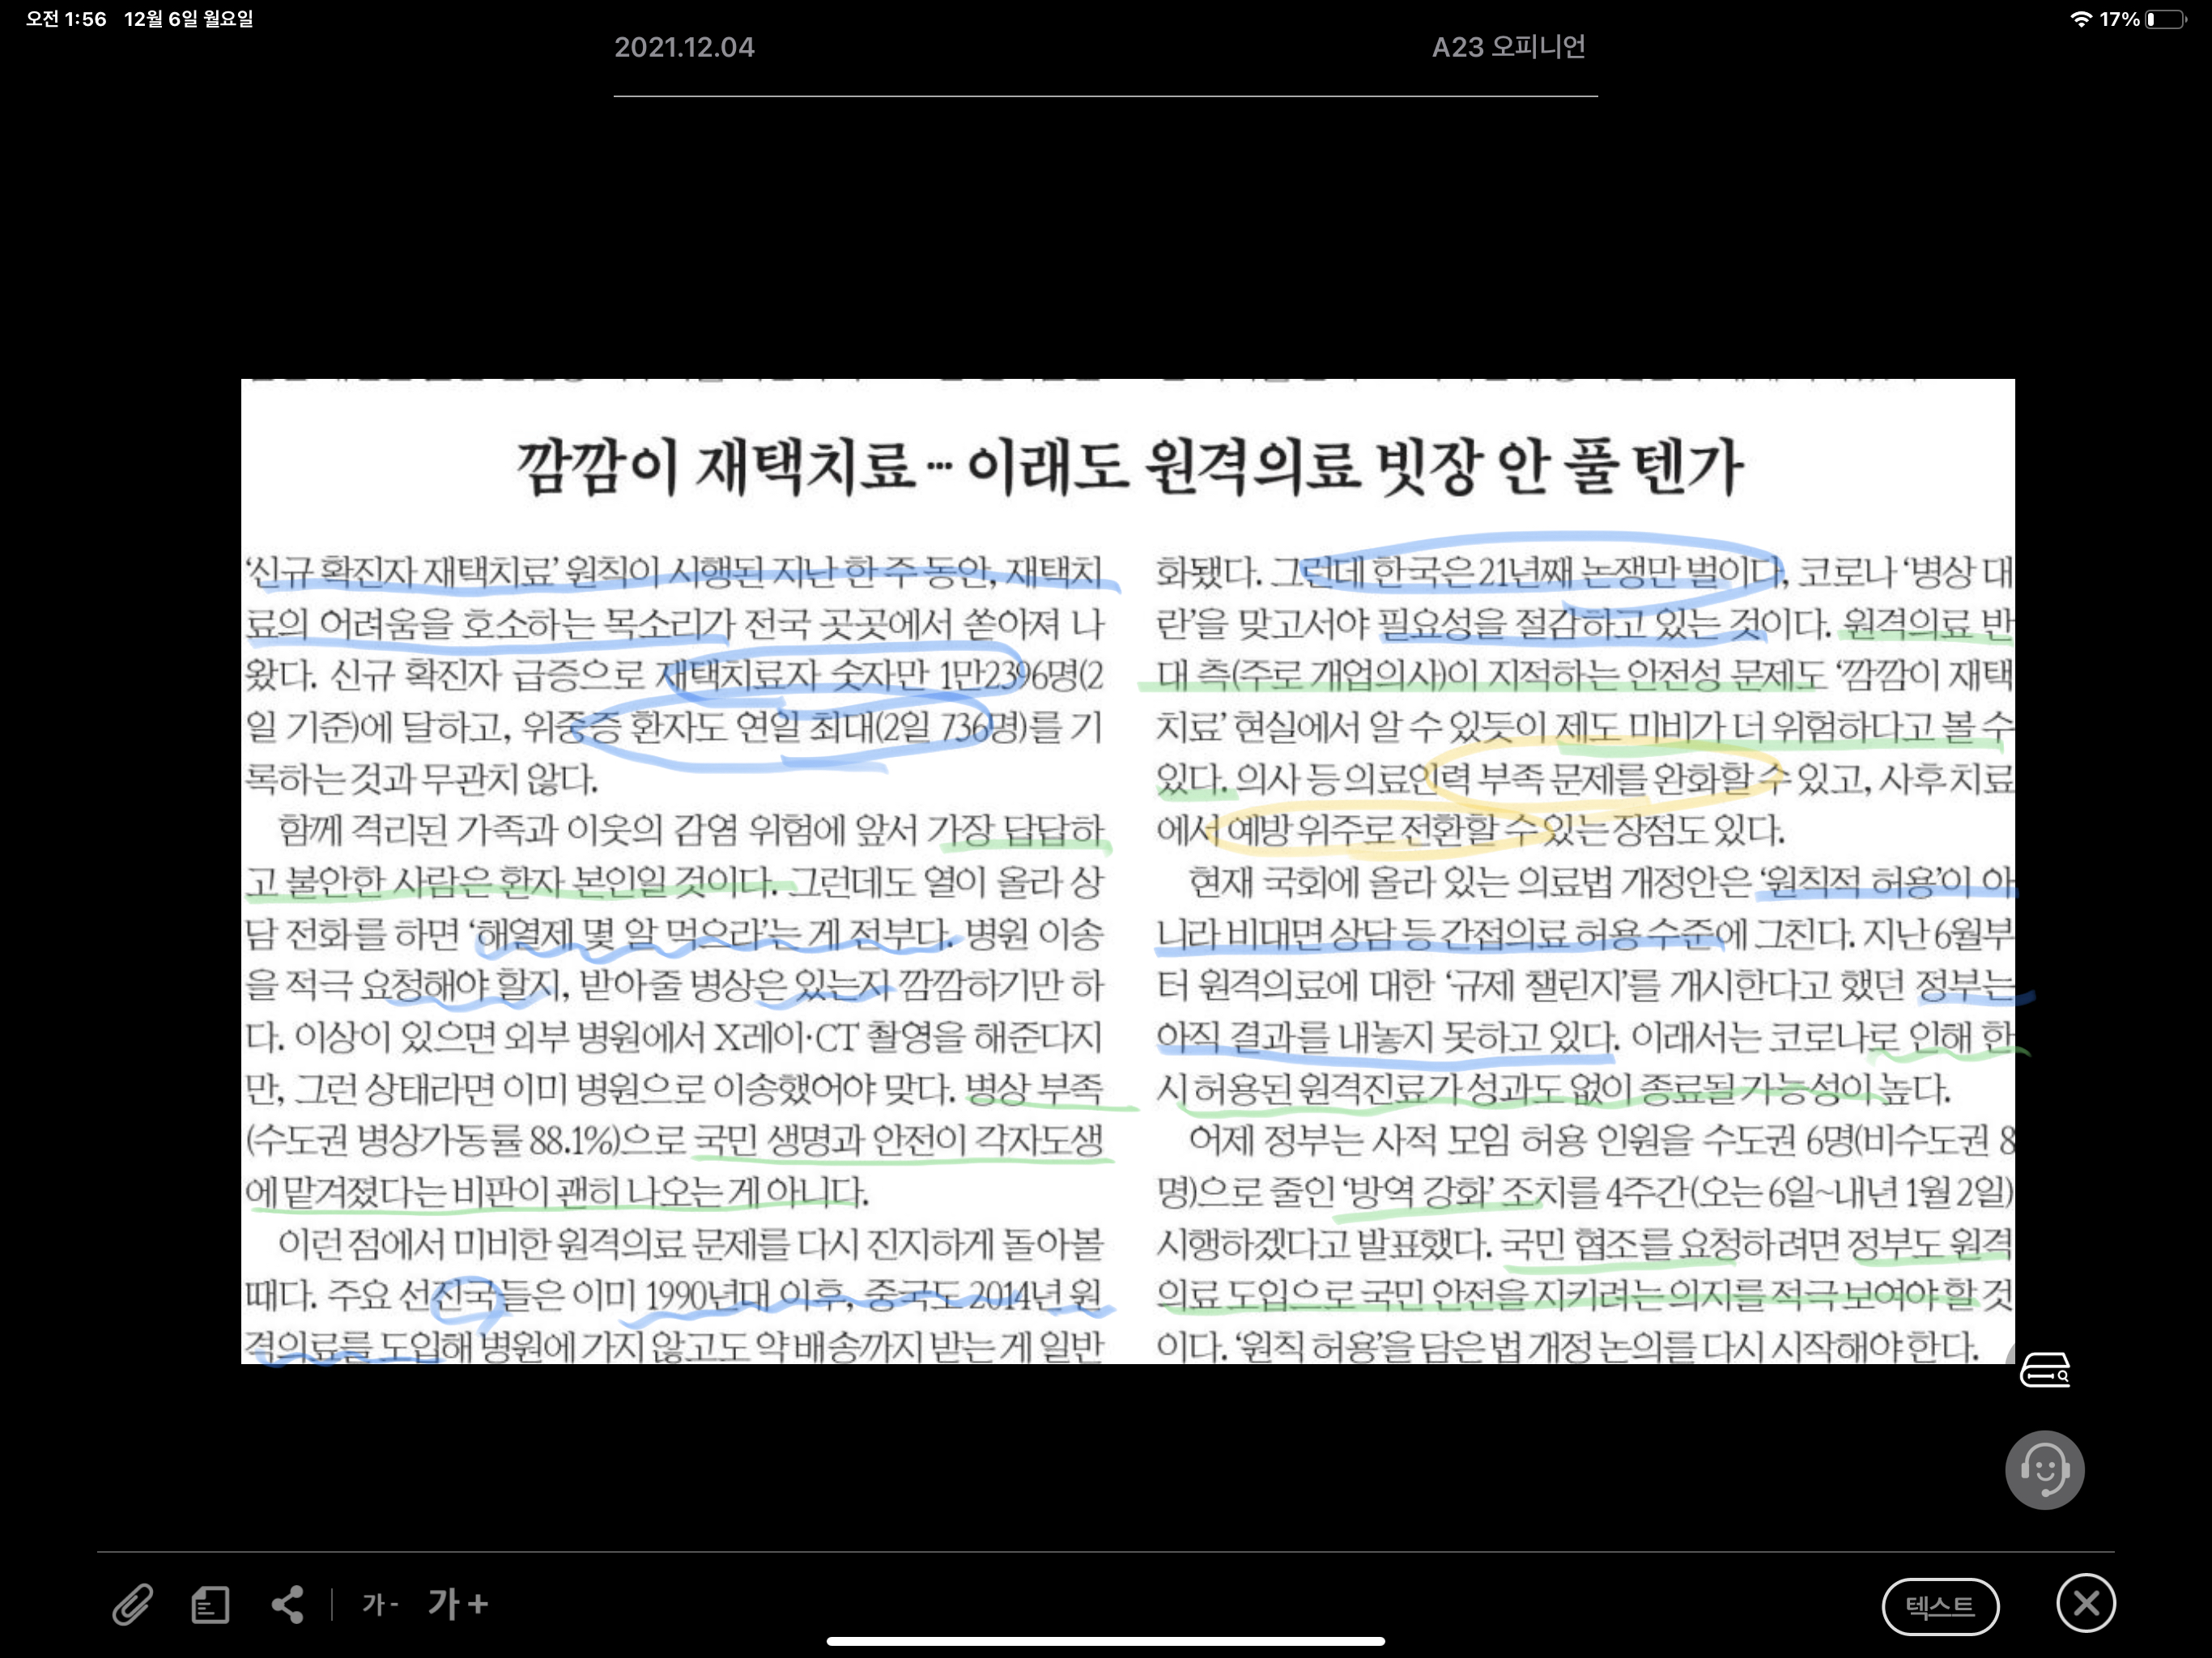 오전 1:56 12월 6일 월요일
17%
2021.12.04
A23 오피니언
깜깜이 재택치료… 이래도 원격의료 빗장 안 풀 텐가
‘신규 확진자 재택치료’ 원칙이 시행된 지난 한 주 동안, 재택치
료의 어려움을 호소하는 목소리가 전국 곳곳에서 쏟아져 나
왔다. 신규 확진자 급증으로 재택치료자 숫자만 1만2396명(2
일 기준)에 달하고, 위중증 환자도 연일 최대(2일 736명)를 기
록하는 것과 무관치 않다.
함께 격리된 가족과 이웃의 감염 위험에 앞서 가장 답답하
고 불안한 사람은 환자 본인일 것이다. 그런데도 열이 올라 상
담 전화를 하면 ‘해열제 몇 알 먹으라’는 게 전부다. 병원 이송
을 적극 요청해야 할지, 받아줄 병상은 있는지 깜깜하기만 하
다. 이상이 있으면 외부 병원에서 X레이·CT 촬영을 해준다지
만, 그런 상태라면 이미 병원으로 이송했어야 맞다. 병상 부족
(수도권 병상가동률 88.1%)으로 국민 생명과 안전이 각자도생
에 맡겨졌다는 비판이 괜히 나오는 게 아니다.
이런 점에서 미비한 원격의료 문제를 다시 진지하게 돌아볼
때다. 주요 선진국들은 이미 1990년대 이후, 중국도 2014년 원
격의료를 도입해 병원에 가지 않고도 약 배송까지 받는 게 일반
화됐다. 그런데 한국은 21년째 논쟁만 벌이다, 코로나 ‘병상 대
란’을 맞고서야 필요성을 절감하고 있는 것이다. 원격의료 반
대 측(주로 개업의사)이 지적하는 안전성 문제도 ‘깜깜이 재택
치료’ 현실에서 알 수 있듯이 제도 미비가 더 위험하다고 볼 수
있다. 의사 등 의료인력 부족 문제를 완화할 수 있고, 사후 치료
에서 예방 위주로 전환할 수 있는 장점도 있다.
현재 국회에 올라 있는 의료법 개정안은 ‘원칙적 허용’이 아
니라 비대면 상담 등 간접의료 허용 수준에 그친다. 지난 6월부
터 원격의료에 대한 ‘규제 챌린지’를 개시한다고 했던 정부는
아직 결과를 내놓지 못하고 있다. 이래서는 코로나로 인해 한
시 허용된 원격진료가 성과도 없이 종료될 가능성이 높다.
어제 정부는 사적 모임 허용 인원을 수도권 6명(비수도권 8
명)으로 줄인 ‘방역 강화’ 조치를 4주간(오는 6일~내년 1월 2일)
시행하겠다고 발표했다. 국민 협조를 요청하려면 정부도 원격
의료 도입으로 국민 안전을 지키려는 의지를 적극 보여야 할 것
이다. ‘원칙 허용’을 담은 법 개정 논의를 다시 시작해야 한다.
가- 가+
텍스트